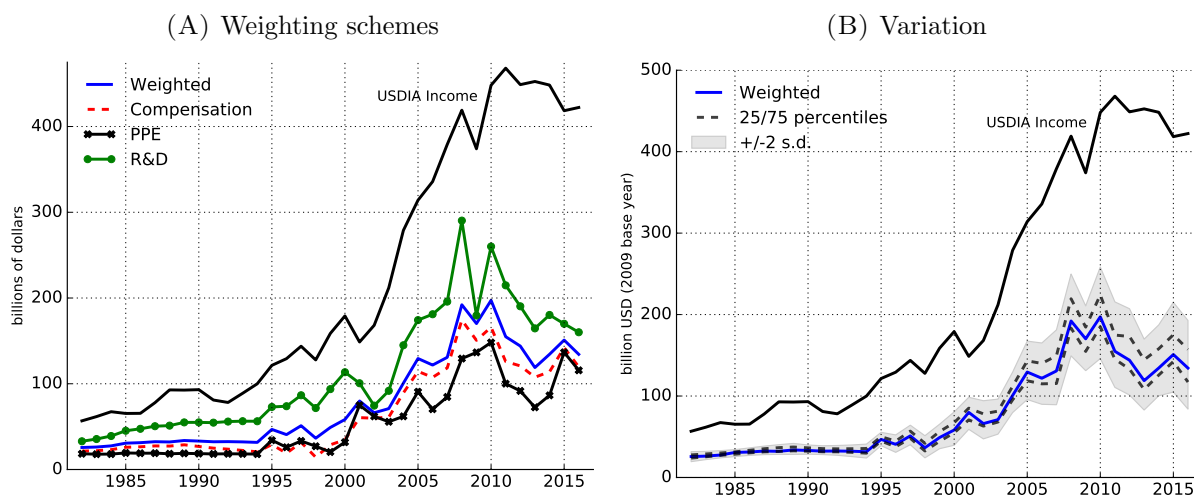 (A) Weighting schemes
billions of dollars
400
300
200
100
0
Weighted
Compensation
PPE
R&D
USDIA Income
1985 1990 1995 2000 2005 2010 2015
(B) Variation
billion USD (2009 base year)
500
400
300
200
100
0
Weighted
25/75 percentiles
+/-2 s.d.
USDIA Income
1985 1990 1995 2000 2005 2010 2015